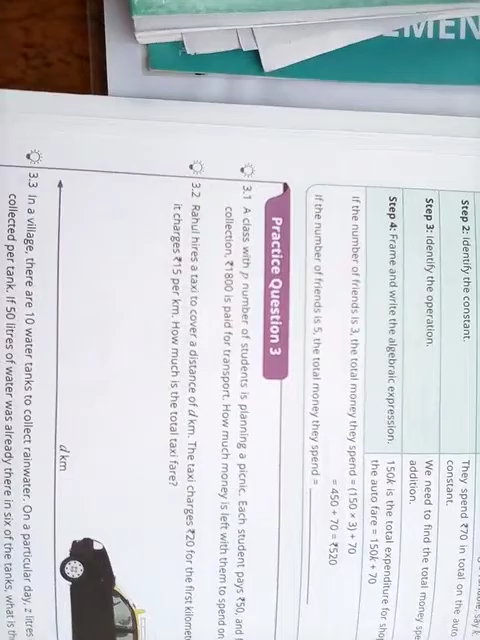 EMEN
Step 2: Identify the constant.
They spend ₹70 in total on the auto
constant.
Step 3: Identify the operation.
We need to find the total money spe
addition.
Step 4: Frame and write the algebraic expression.
150k is the total expenditure for shop
the auto fare = 150k + 70
If the number of friends is 3, the total money they spend = (150 × 3) + 70
= 450 + 70 = ₹520
If the number of friends is 5, the total money they spend =
Practice Question 3
3.1 A class with p number of students is planning a picnic. Each student pays ₹50, and
collection, ₹1800 is paid for transport. How much money is left with them to spend on
3.2 Rahul hires a taxi to cover a distance of d km. The taxi charges ₹20 for the first kilomet
it charges ₹15 per km. How much is the total taxi fare?
d km
3.3 In a village, there are 10 water tanks to collect rainwater. On a particular day, z litres
collected per tank. If 50 litres of water was already there in six of the tanks, what is th